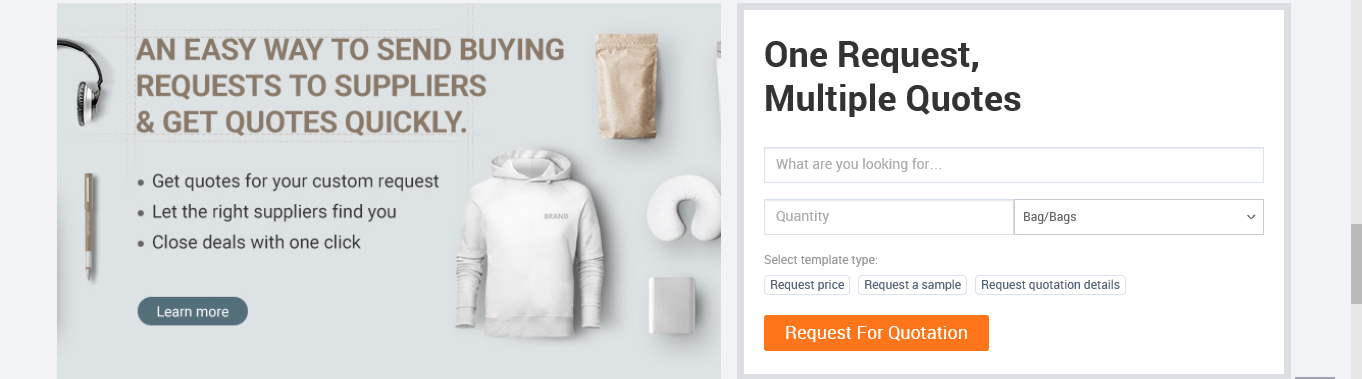 AN EASY WAY TO SEND BUYING
REQUESTS TO SUPPLIERS
& GET QUOTES QUICKLY.
• Get quotes for your custom request
• Let the right suppliers find you
• Close deals with one click
Learn more
BRAND
One Request,
Multiple Quotes
What are you looking for...
Quantity
Bag/Bags
Select template type:
Request price
Request a sample
Request quotation details
Request For Quotation